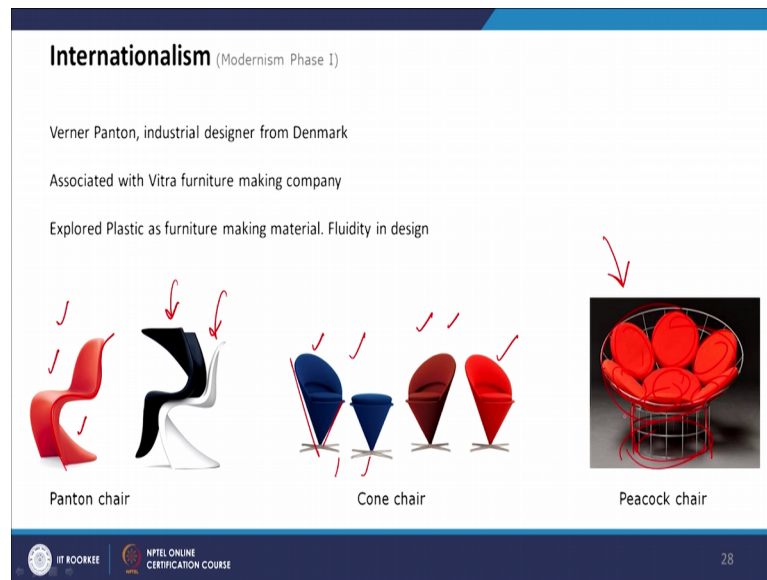 Internationalism (Modernism Phase I)
Verner Panton, industrial designer from Denmark
Associated with Vitra furniture making company
Explored Plastic as furniture making material. Fluidity in design
Panton chair
Cone chair
Peacock chair
IIT ROORKEE
NPTEL ONLINE
CERTIFICATION COURSE
28